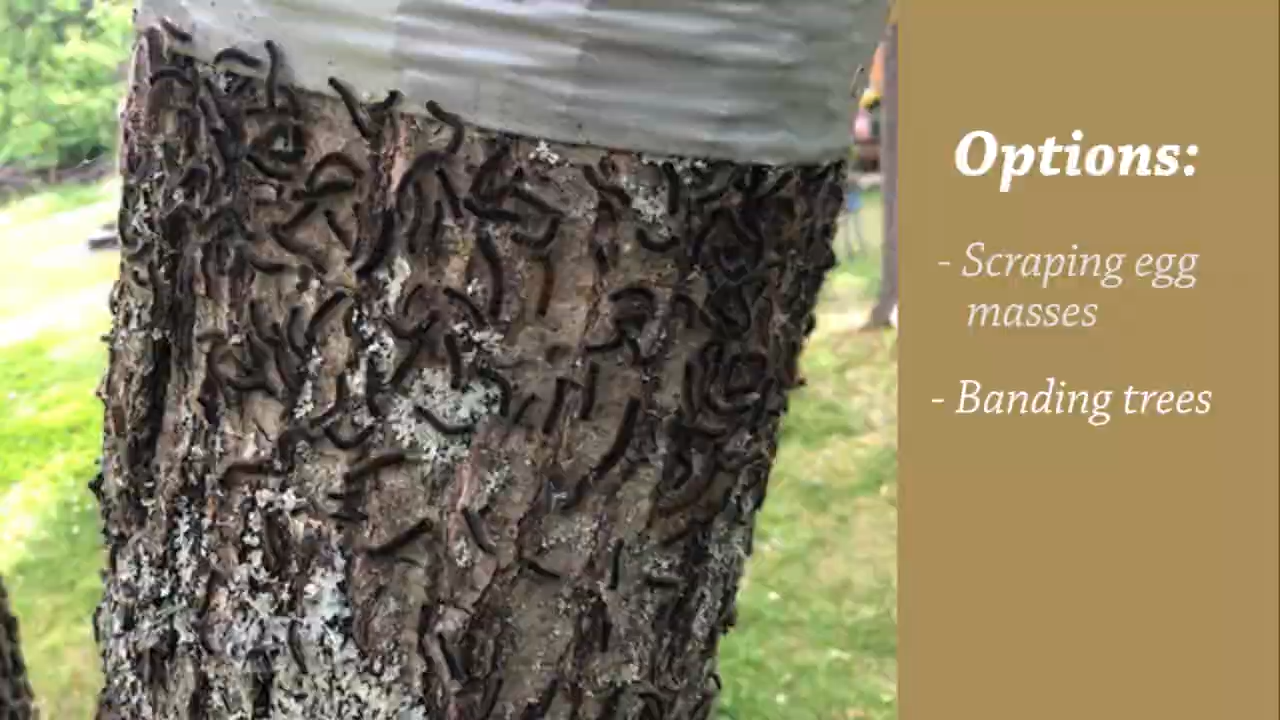 Options:
- Scraping egg
masses
- Banding trees